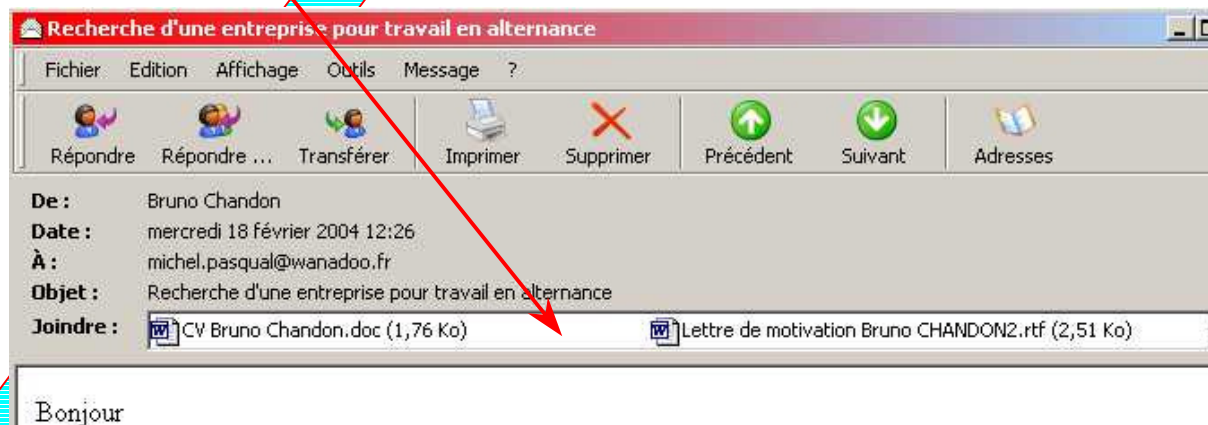 Recherche d'une entreprise pour travail en alternance
Fichier Edition Affichage Outils Message ?
Répondre Répondre ... Transférer Imprimer Supprimer Précédent Suivant Adresses
De : Bruno Chandon
Date : mercredi 18 février 2004 12:26
À : michel.pasqual@wanadoo.fr
Objet : Recherche d'une entreprise pour travail en alternance
Joindre : CV Bruno Chandon.doc (1,76 Ko) Lettre de motivation Bruno CHANDON2.rtf (2,51 Ko)
Bonjour